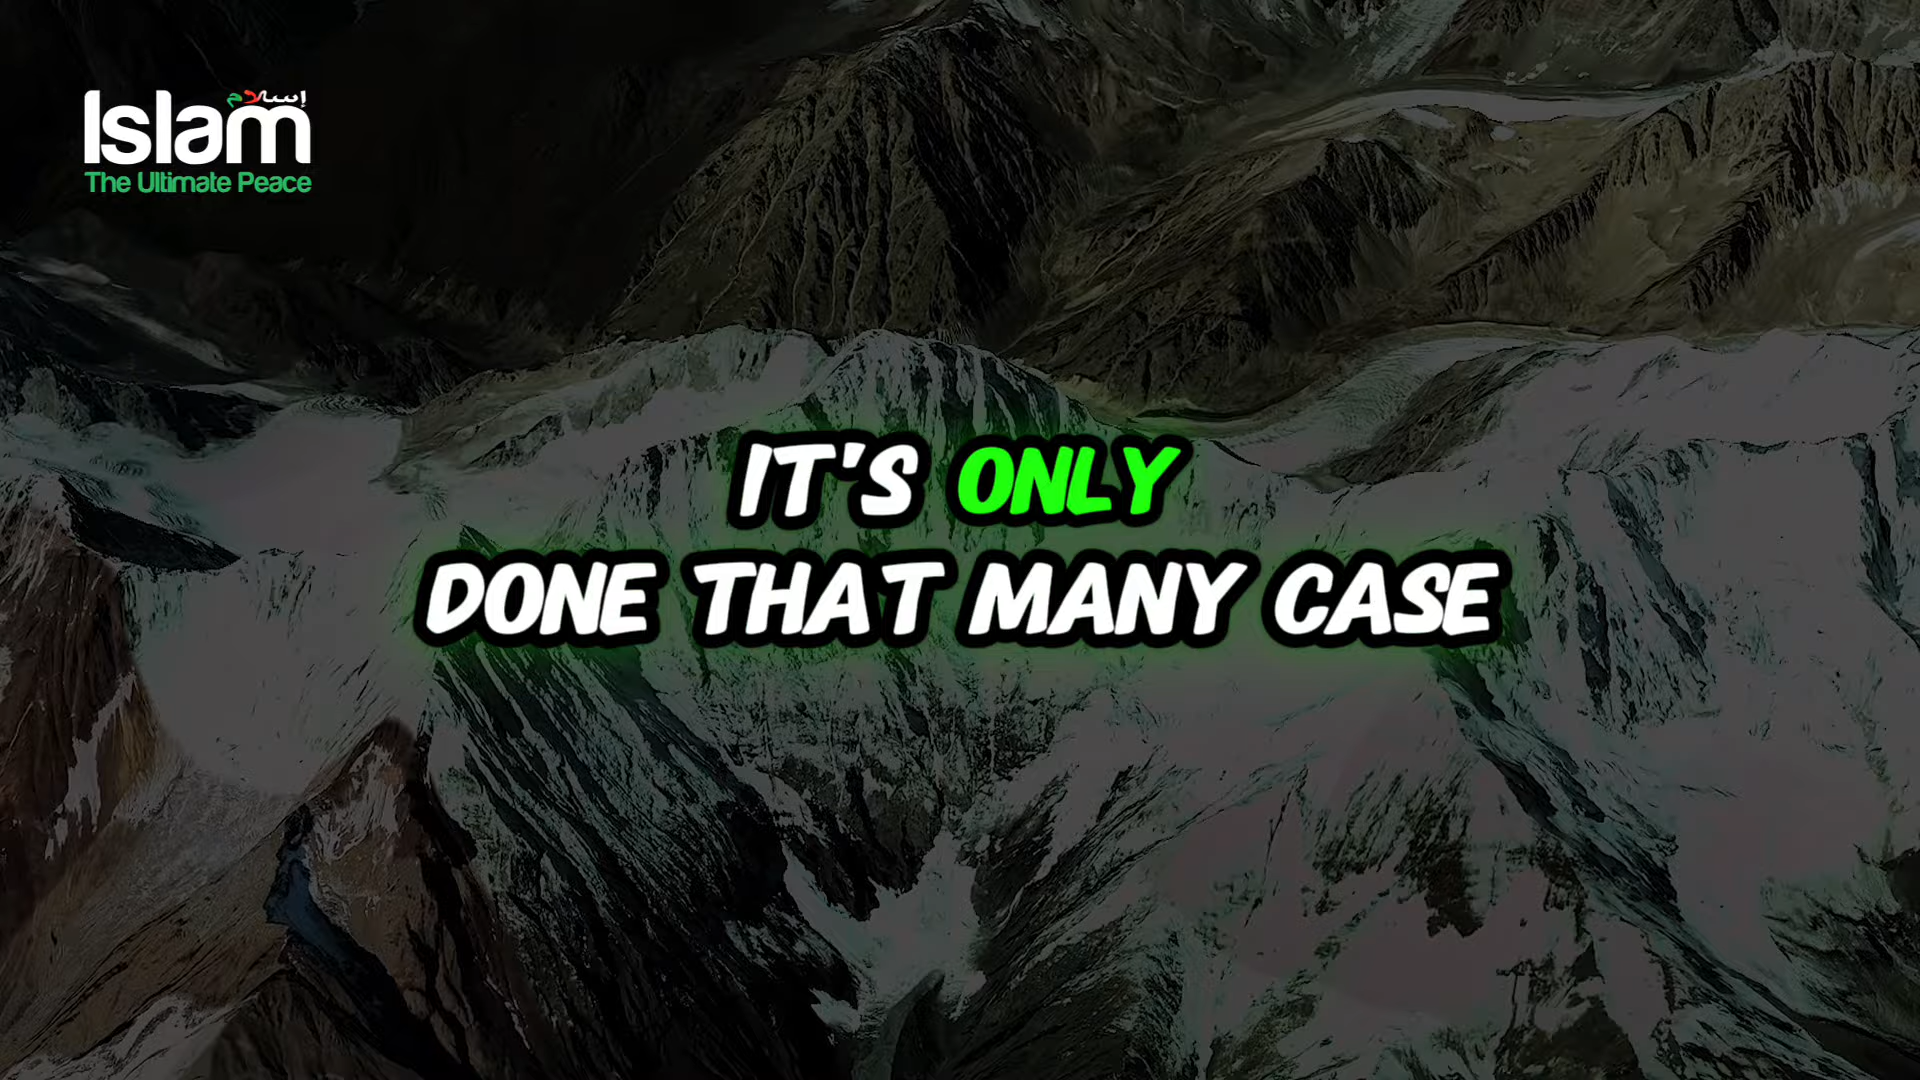 إسلام
Islam
The Ultimate Peace
IT'S ONLY
DONE THAT MANY CASE